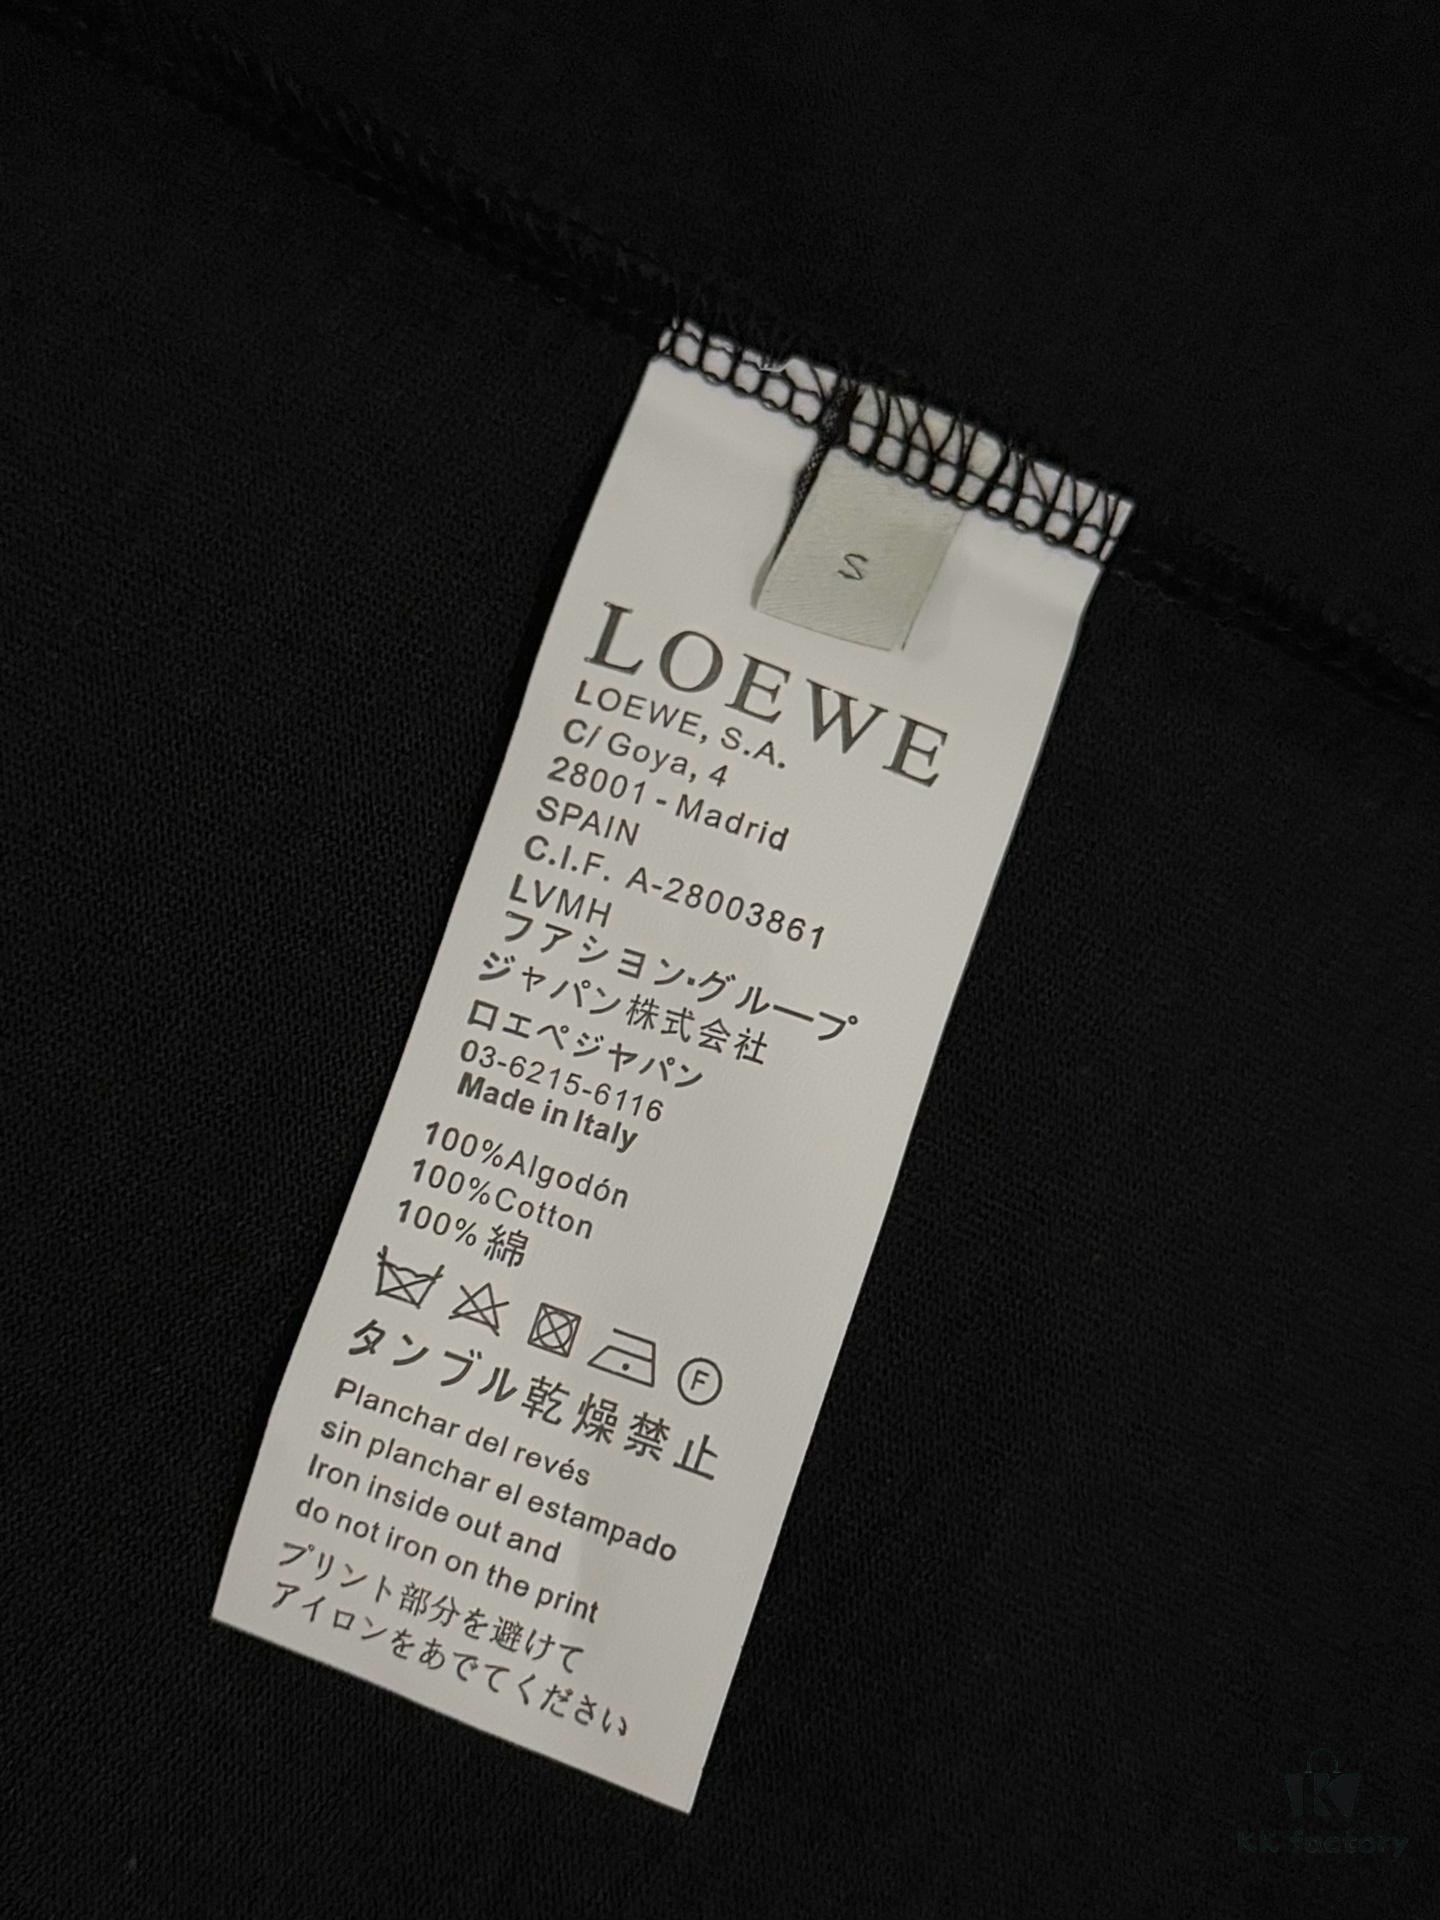 S
LOEWE
LOEWE, S.A.
C/ Goya, 4
28001 - Madrid
SPAIN
C.I.F. A-28003861
LVMH
フアシヨン・グループ
ジャパン株式会社
ロエベジャパン
03-6215-6116
Made in Italy
100%Algodón
100%Cotton
100% 綿
F
タンブル乾燥禁止
Planchar del revés
sin planchar el estampado
Iron inside out and
do not iron on the print
プリント部分を避けて
アイロンをあでてください
KK factory